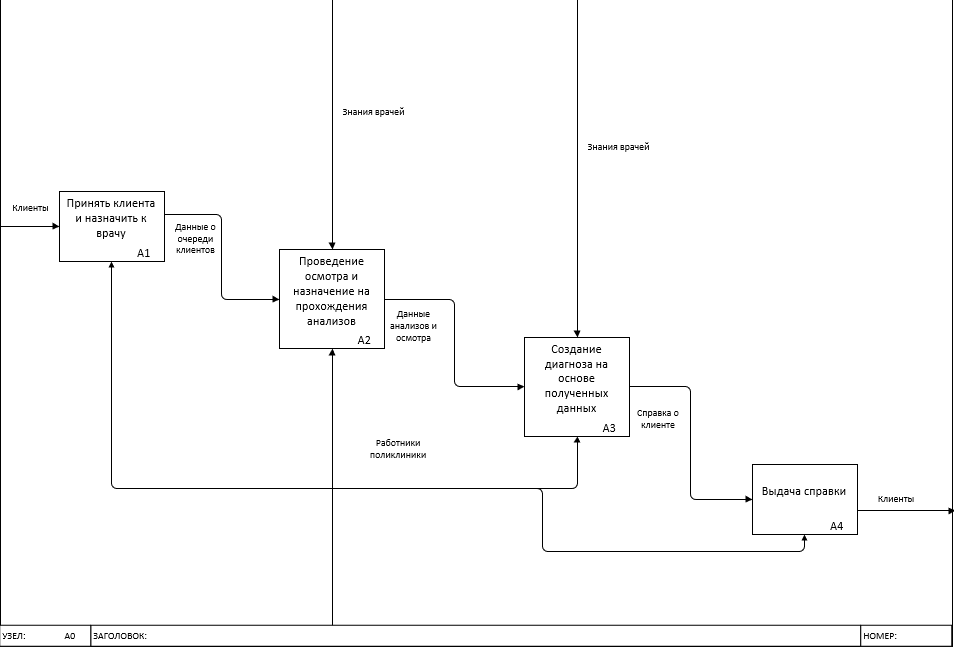 Знания врачей
Знания врачей
Клиенты
Принять клиента
и назначить к
врачу
A1
Данные о
очереди
клиентов
Проведение
осмотра и
назначение на
прохождения
анализов
A2
Данные
анализов и
осмотра
Создание
диагноза на
основе
полученных
данных
A3
Справка о
клиенте
Работники
поликлиники
Выдача справки
A4
Клиенты
УЗЕЛ: A0 ЗАГОЛОВОК: НОМЕР: